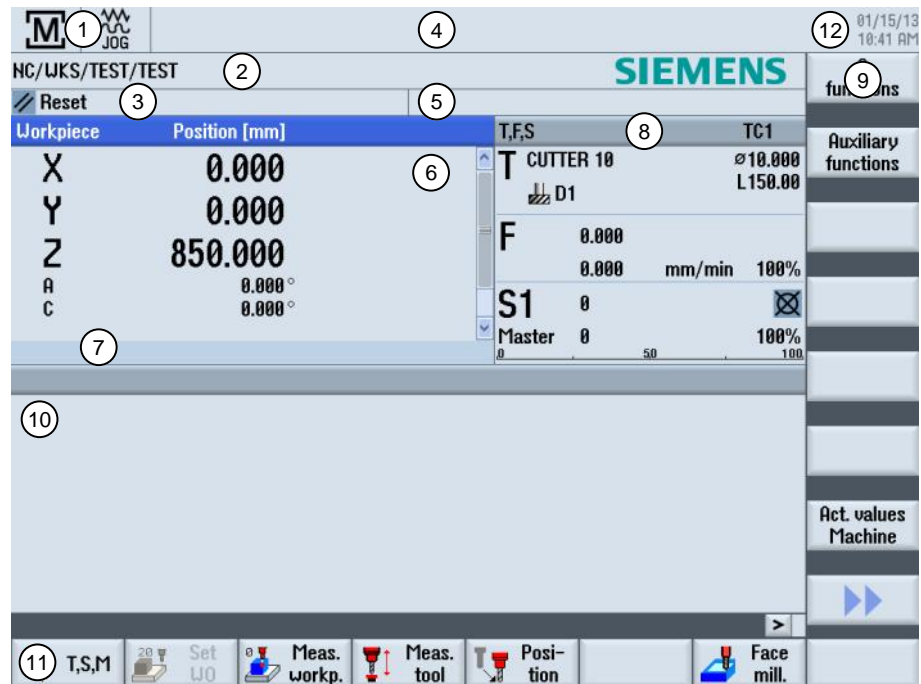 M 1 JOG 4 12 01/15/13
10:41 AM
NC/WKS/TEST/TEST 2 SIEMENS
9
Reset 3 5
Workpiece Position [mm] T,F,S 8 TC1
Auxiliary
functions
X 0.000 6 T CUTTER 10 ø10.000
D1 L150.00
Y 0.000
Z 850.000 F 0.000
0.000 mm/min 100%
A 0.000°
C 0.000° S1 0
Master 0 100%
7 0 50 100
10
Act. values
Machine
>
11 T,S,M
20 Set
WO
0 Meas.
workp.
Meas.
tool
T Posi-
tion
Face
mill.